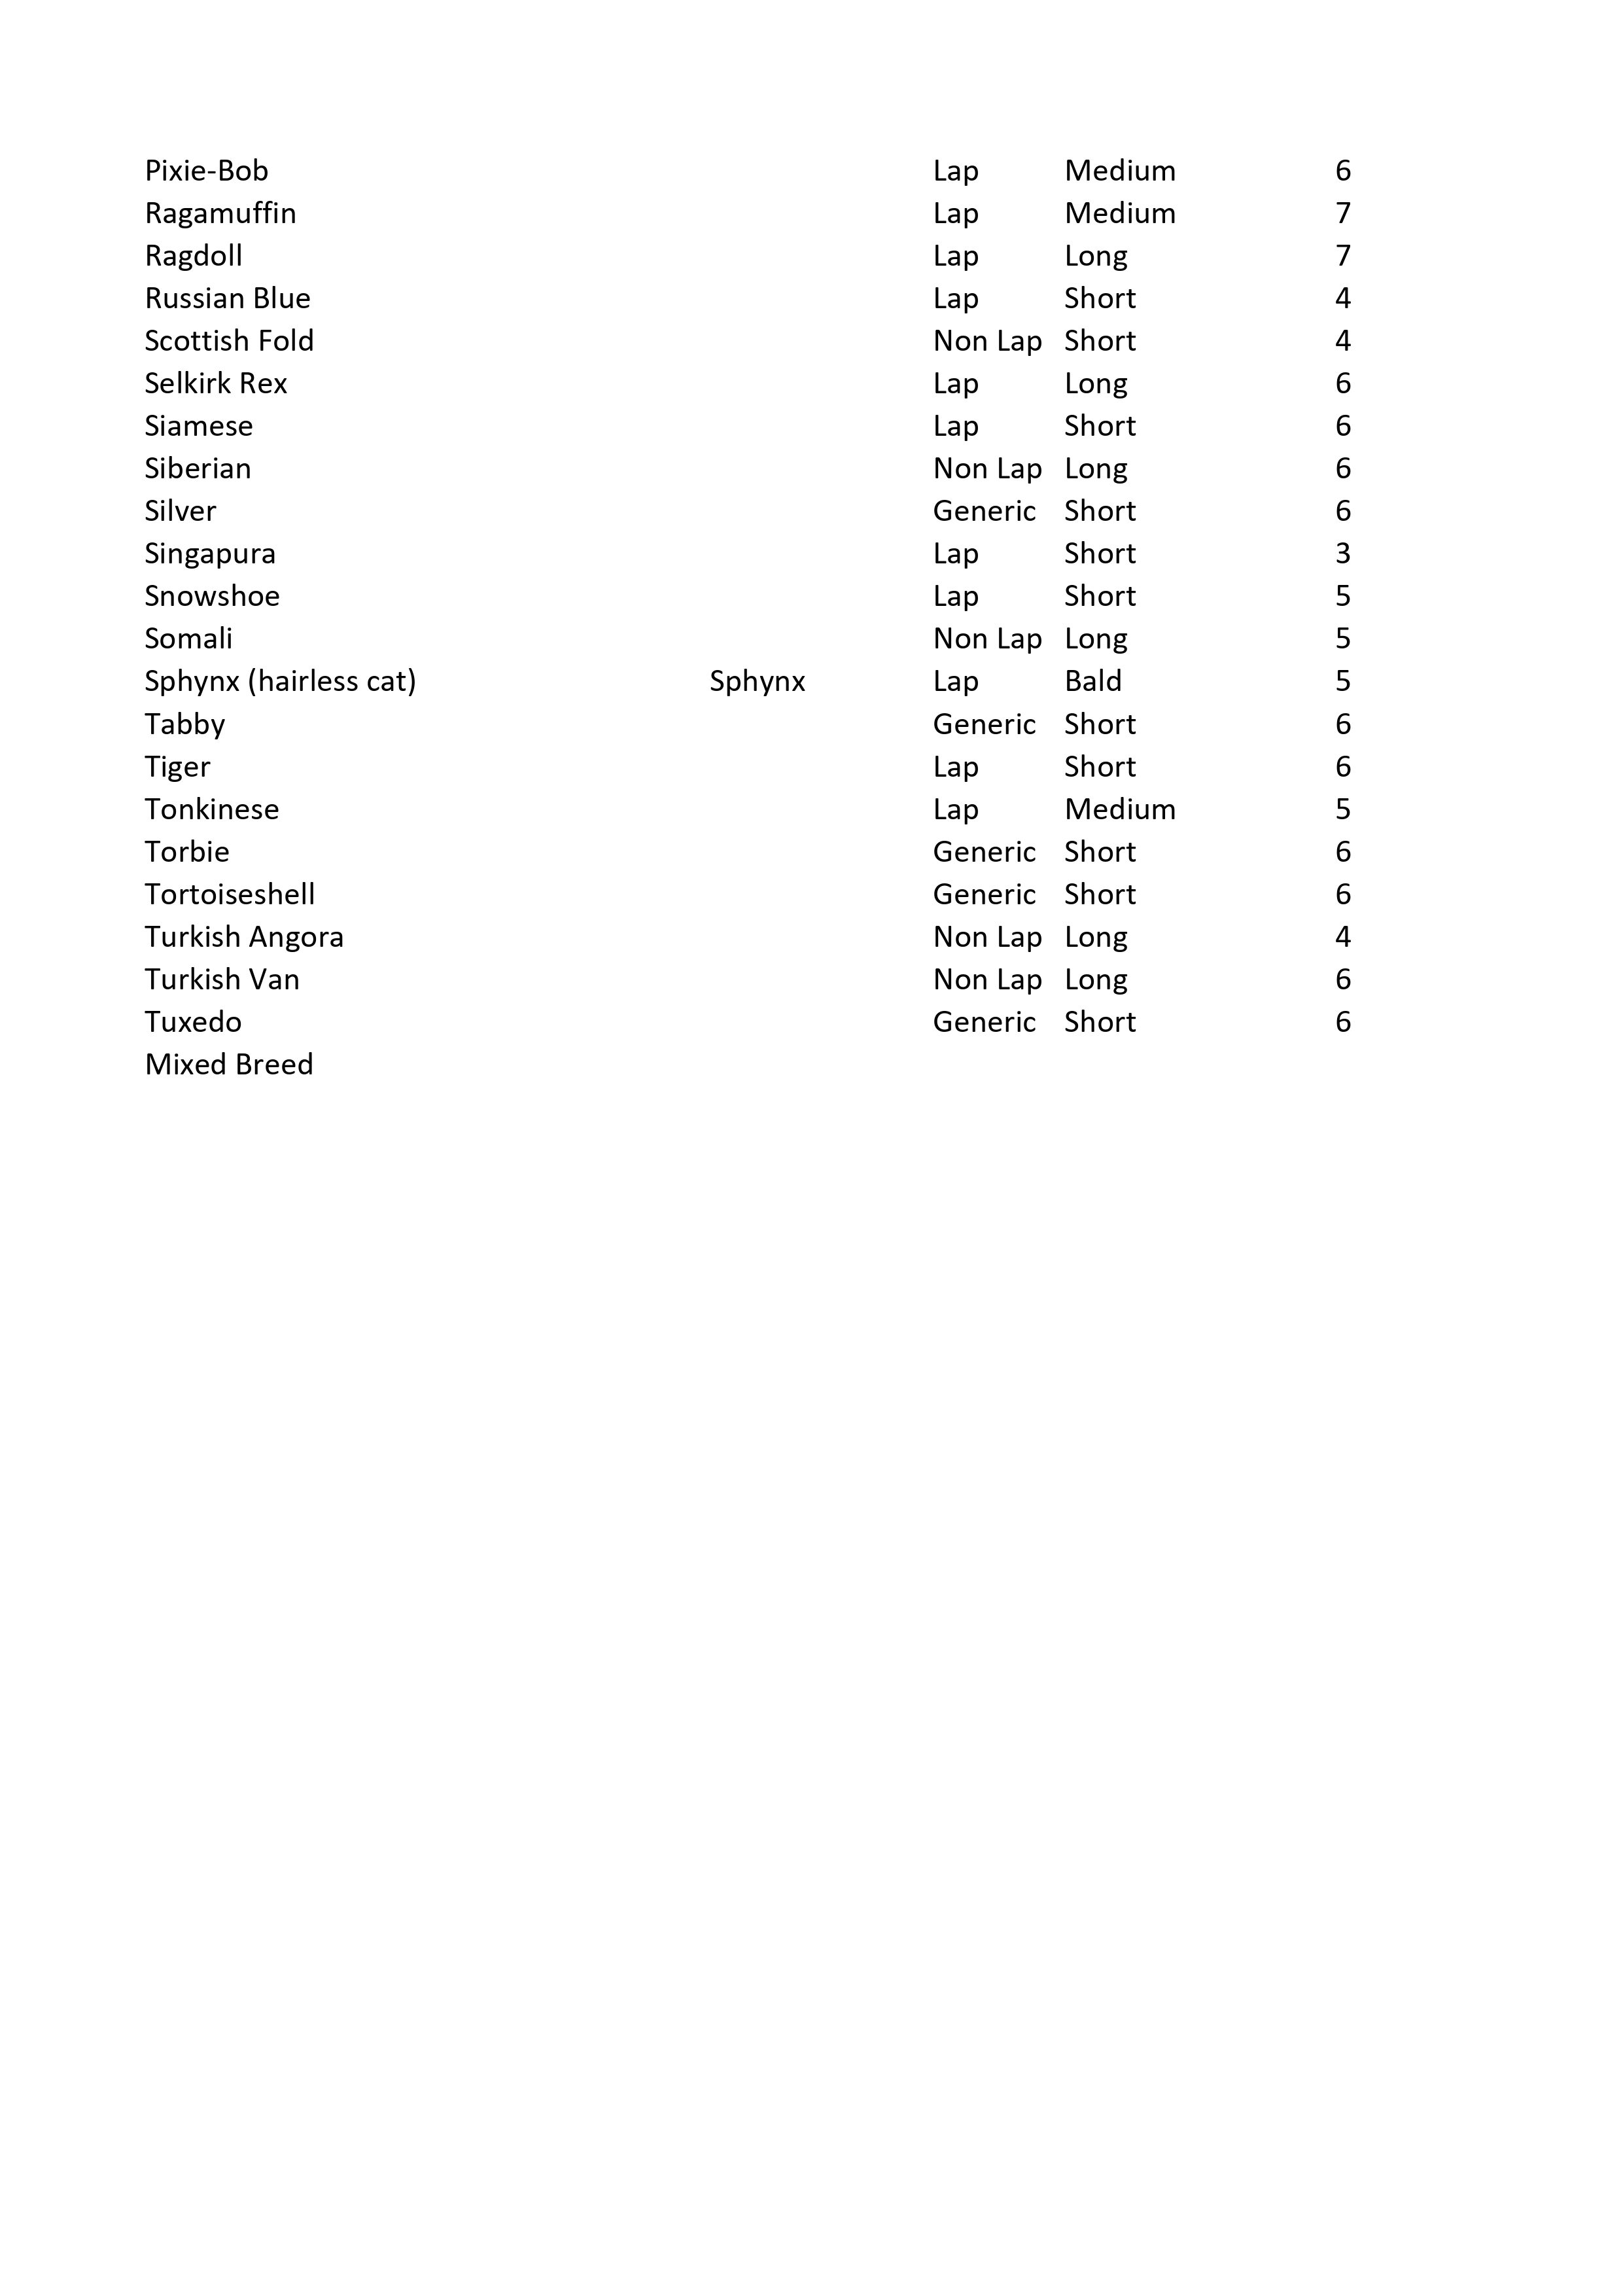 Pixie-Bob Lap Medium 6
Ragamuffin Lap Medium 7
Ragdoll Lap Long 7
Russian Blue Lap Short 4
Scottish Fold Non Lap Short 4
Selkirk Rex Lap Long 6
Siamese Lap Short 6
Siberian Non Lap Long 6
Silver Generic Short 6
Singapura Lap Short 3
Snowshoe Lap Short 5
Somali Non Lap Long 5
Sphynx (hairless cat) Sphynx Lap Bald 5
Tabby Generic Short 6
Tiger Lap Short 6
Tonkinese Lap Medium 5
Torbie Generic Short 6
Tortoiseshell Generic Short 6
Turkish Angora Non Lap Long 4
Turkish Van Non Lap Long 6
Tuxedo Generic Short 6
Mixed Breed